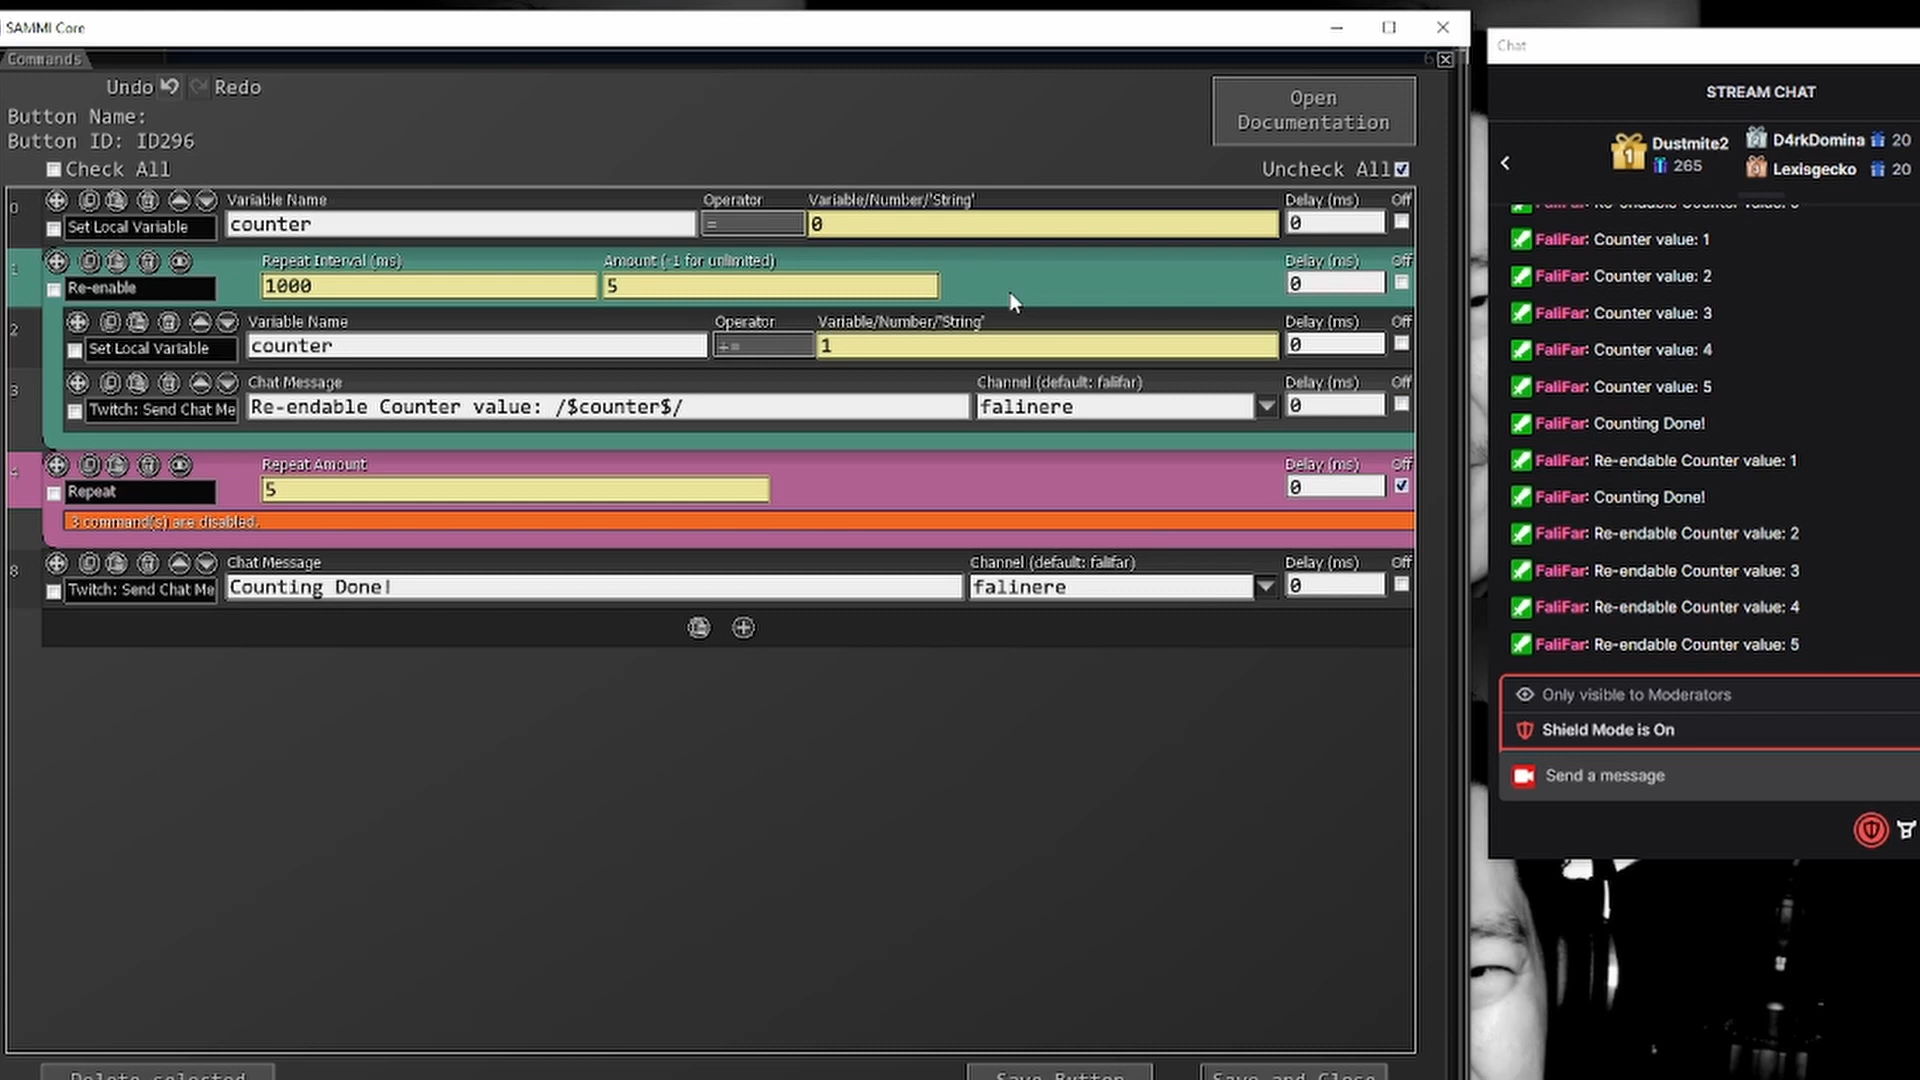 SAMMI Core
Commands
6
Undo
Redo
Open
Documentation
Button Name:
Button ID: ID296
Check All
Uncheck All
0
Variable Name
Operator
Variable/Number/'String'
Delay (ms)
Off
Set Local Variable
counter
=
0
0
1
Repeat Interval (ms)
Amount (-1 for unlimited)
Delay (ms)
Off
Re-enable
1000
5
0
2
Variable Name
Operator
Variable/Number/'String'
Delay (ms)
Off
Set Local Variable
counter
+=
1
0
3
Chat Message
Channel (default: falifar)
Delay (ms)
Off
Twitch: Send Chat Me
Re-endable Counter value: /$counter$/
falinere
0
4
Repeat Amount
Delay (ms)
Off
Repeat
5
0
3 command(s) are disabled.
8
Chat Message
Channel (default: falifar)
Delay (ms)
Off
Twitch: Send Chat Me
Counting Done!
falinere
0
Delete selected
Save Button
Save and Close
Chat
STREAM CHAT
1
Dustmite2
265
2
D4rkDomina
20
3
Lexisgecko
20
FaliFar: Counter value: 1
FaliFar: Counter value: 2
FaliFar: Counter value: 3
FaliFar: Counter value: 4
FaliFar: Counter value: 5
FaliFar: Counting Done!
FaliFar: Re-endable Counter value: 1
FaliFar: Counting Done!
FaliFar: Re-endable Counter value: 2
FaliFar: Re-endable Counter value: 3
FaliFar: Re-endable Counter value: 4
FaliFar: Re-endable Counter value: 5
Only visible to Moderators
Shield Mode is On
Send a message